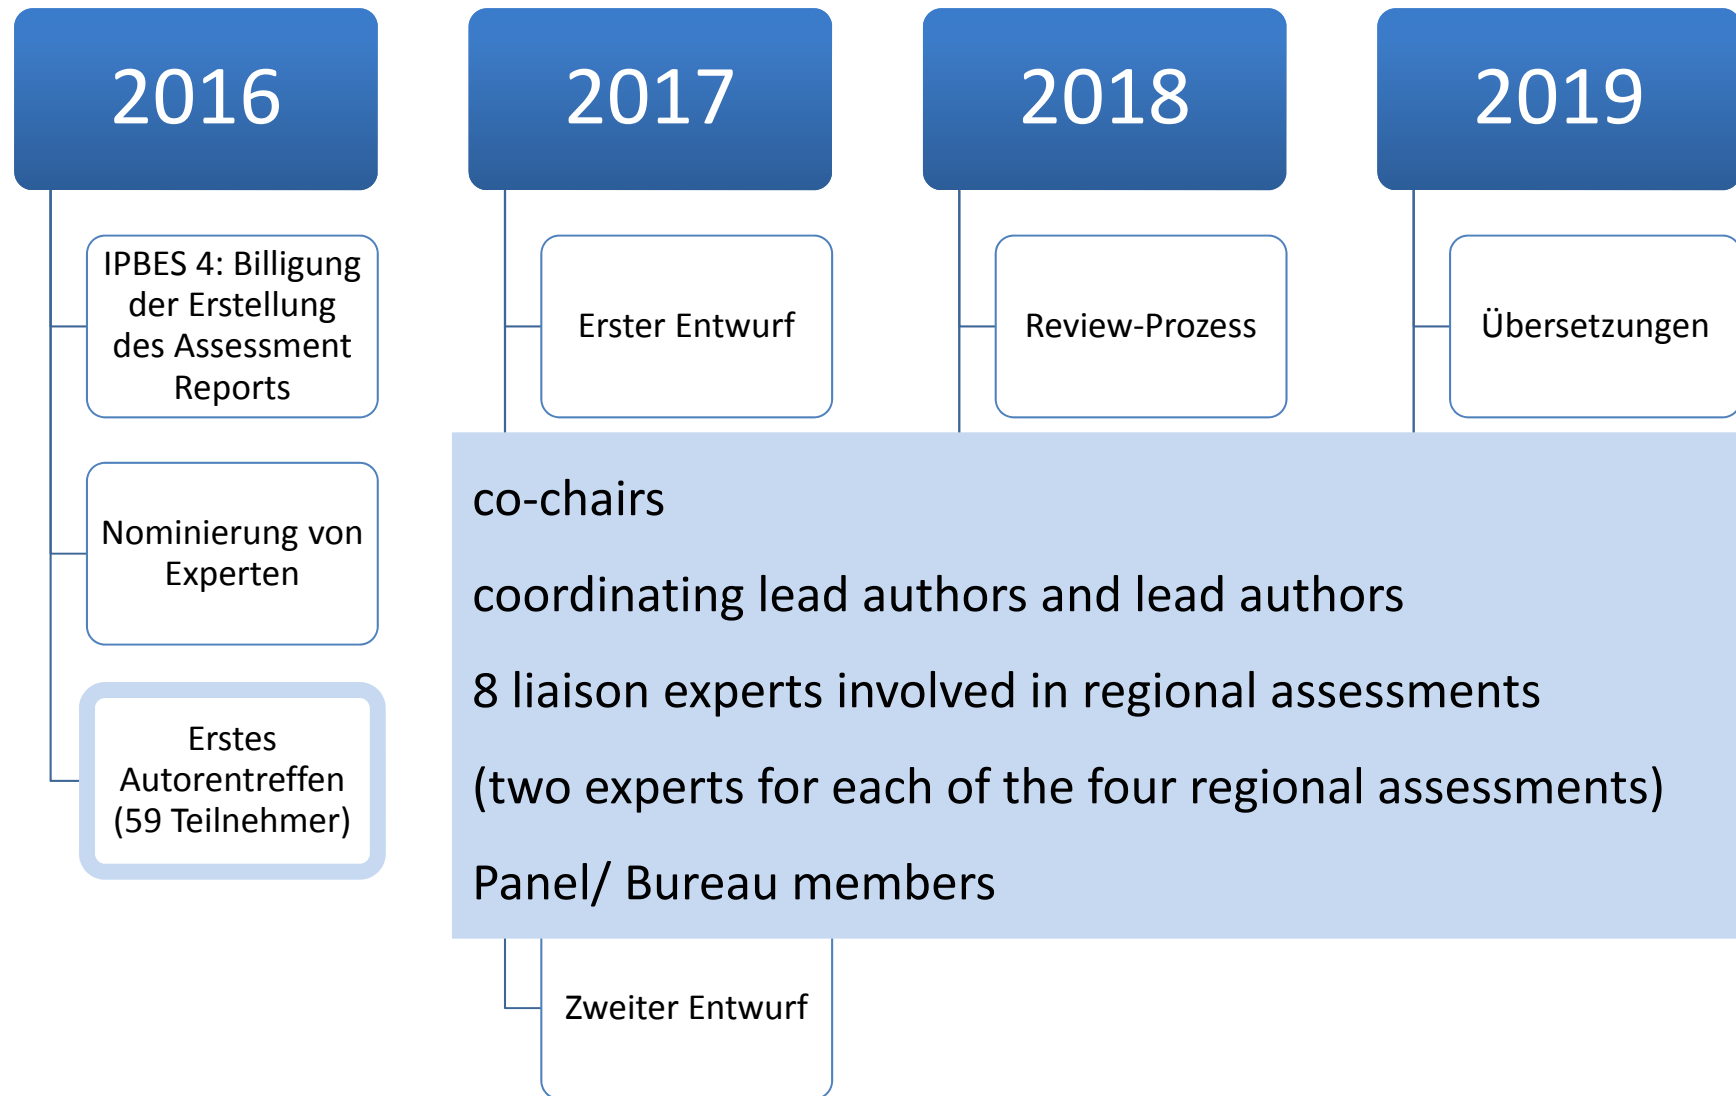 2016
IPBES 4: Billigung
der Erstellung
des Assessment
Reports
Nominierung von
Experten
Erstes
Autorentreffen
(59 Teilnehmer)
2017
Erster Entwurf
Zweiter Entwurf
2018
Review-Prozess
2019
Übersetzungen
co-chairs
coordinating lead authors and lead authors
8 liaison experts involved in regional assessments
(two experts for each of the four regional assessments)
Panel/ Bureau members